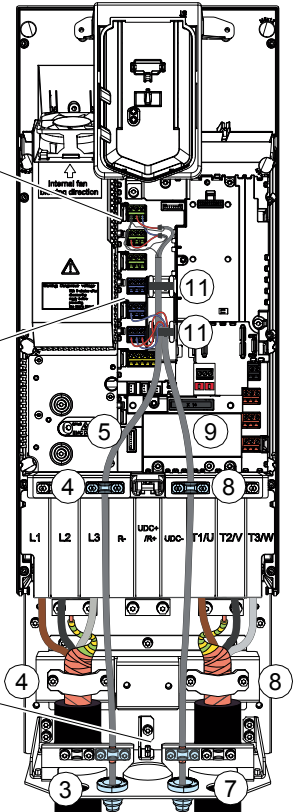 Internal fan
11
11
5
9
4
8
L1
L2
L3
R-
UDC+
/R+
UDC-
T1/U
T2/V
T3/W
4
8
3
7